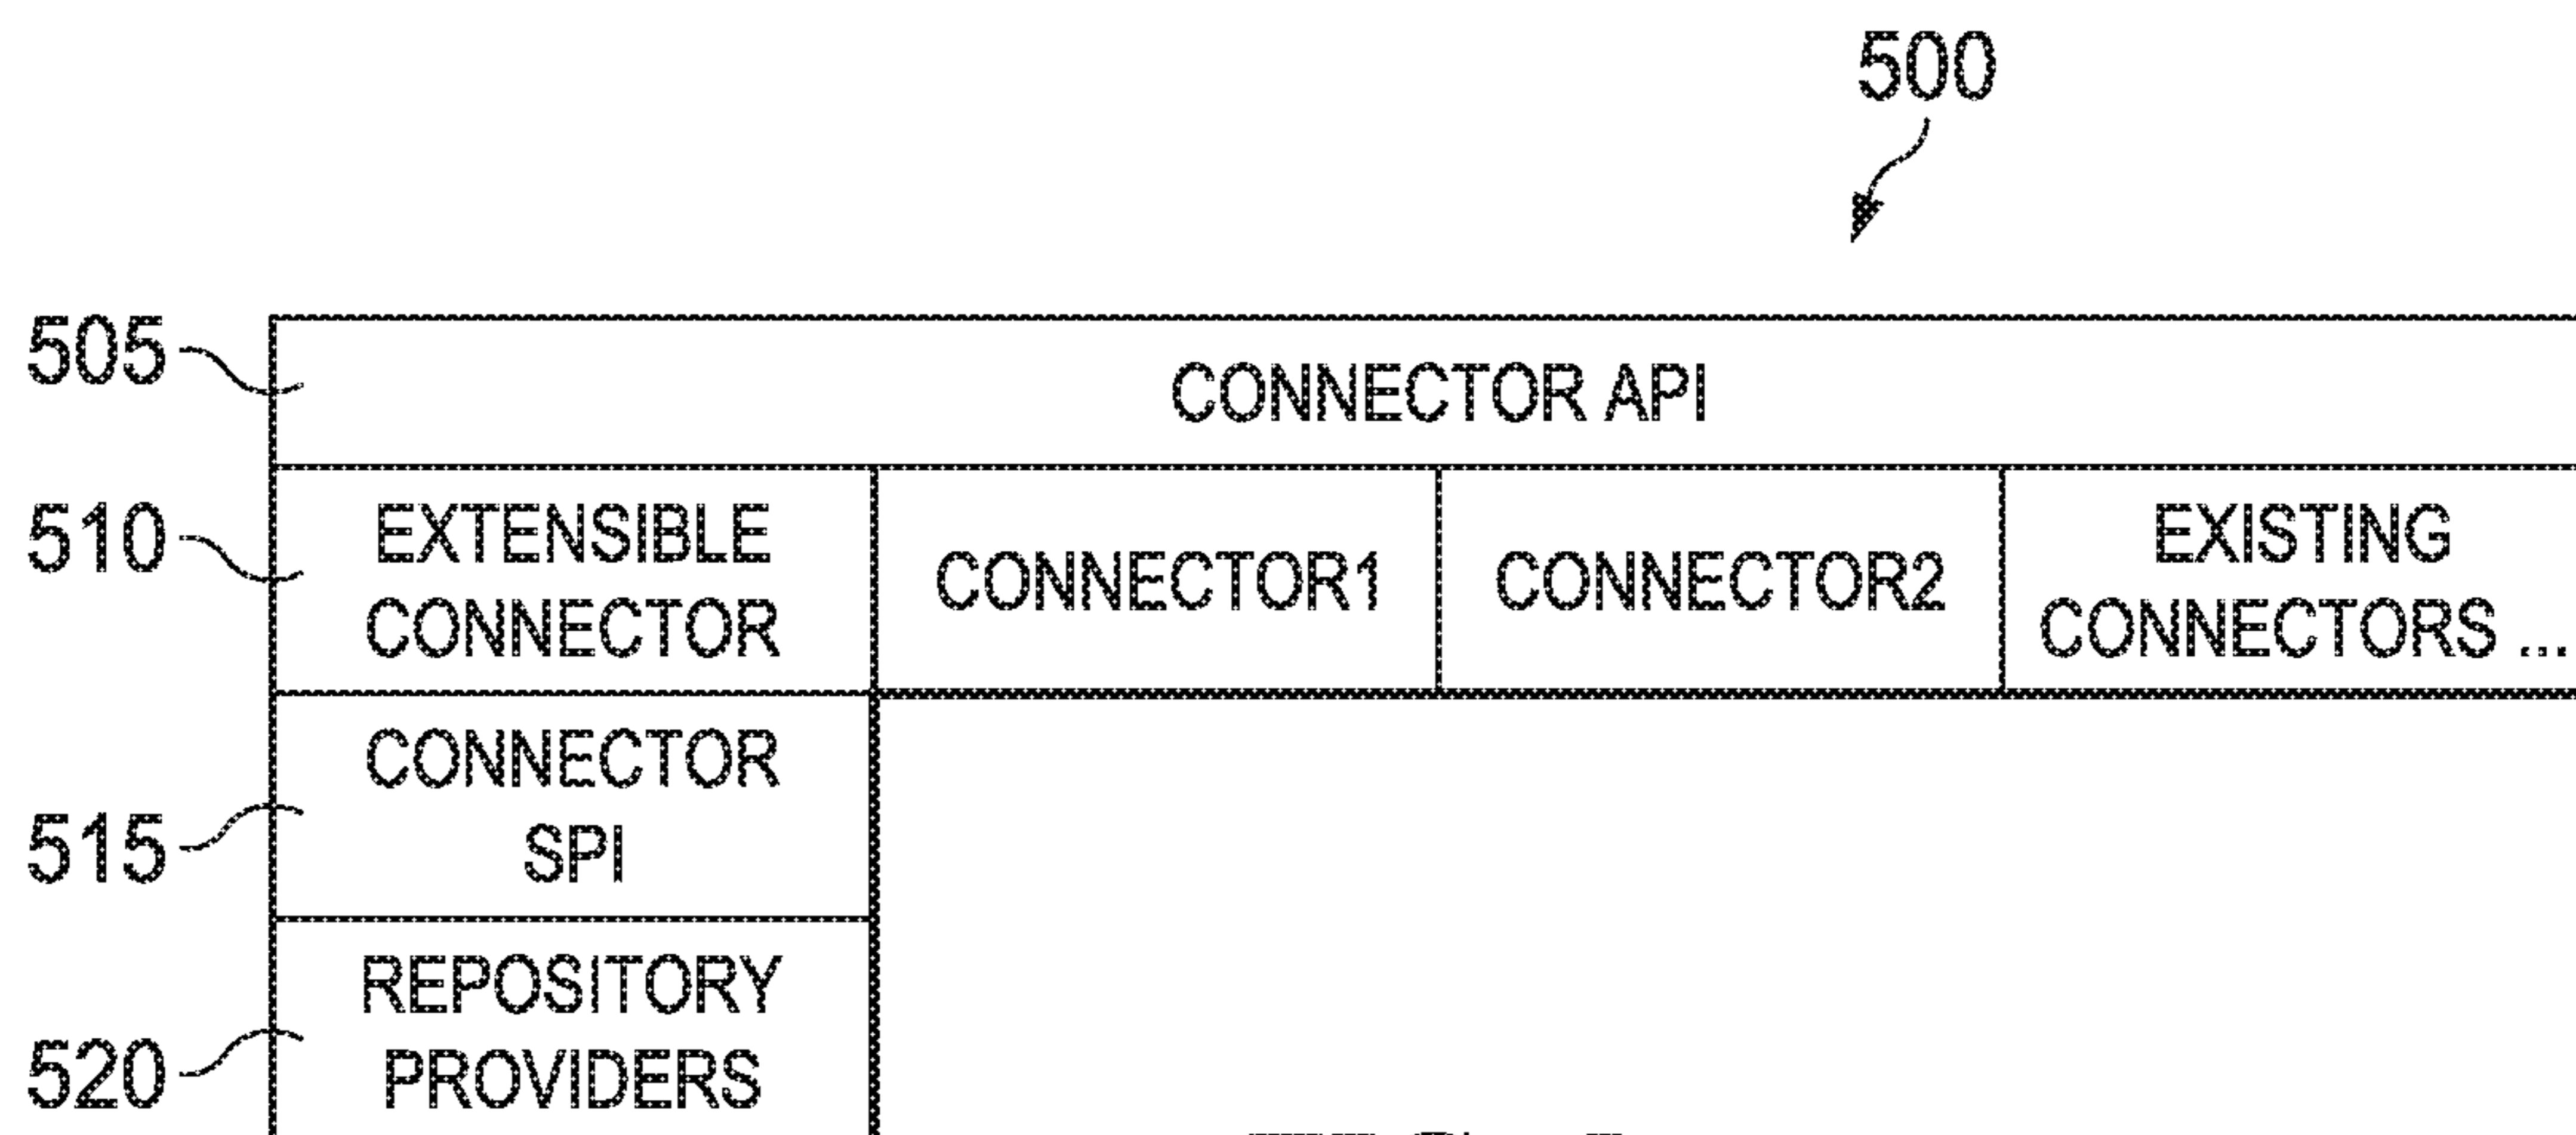 500
505
CONNECTOR API
510
EXTENSIBLE
CONNECTOR
CONNECTOR1
CONNECTOR2
EXISTING
CONNECTORS ...
515
CONNECTOR
SPI
520
REPOSITORY
PROVIDERS